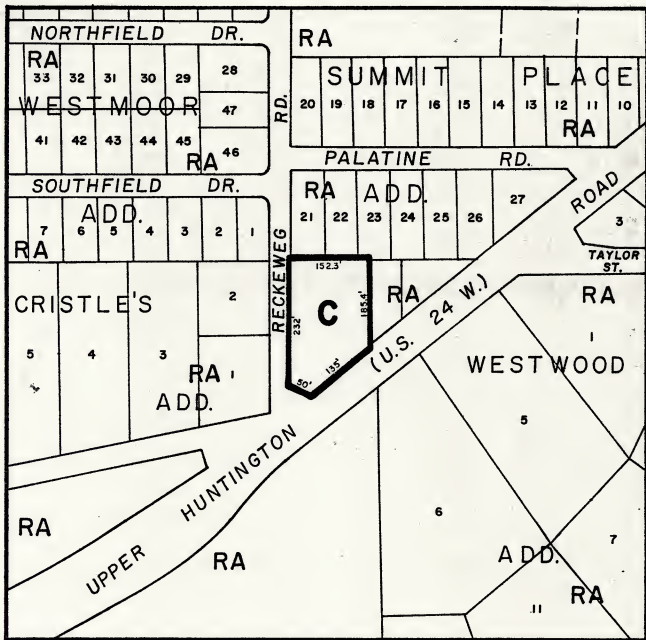 NORTHFIELD DR.
RA
RA
33 32 31 30 29 28
SUMMIT PLACE
WESTMOOR
47
RD.
20 19 18 17 16 15 14 13 12 11 10
RA
41 42 43 44 45 46
RA
PALATINE RD.
SOUTHFIELD DR.
RA
ADD.
ADD.
27
ROAD
7 6 5 4 3 2 1
21 22 23 24 25 26
3
RA
TAYLOR
ST.
152.3'
RECKEWEG
CRISTLE'S
2
RA
RA
185.4'
C
232'
(U.S. 24 W.)
1
5 4 3
WESTWOOD
135'
RA
1
50'
ADD.
5
HUNTINGTON
6
RA
7
ADD.
UPPER
RA
RA
11